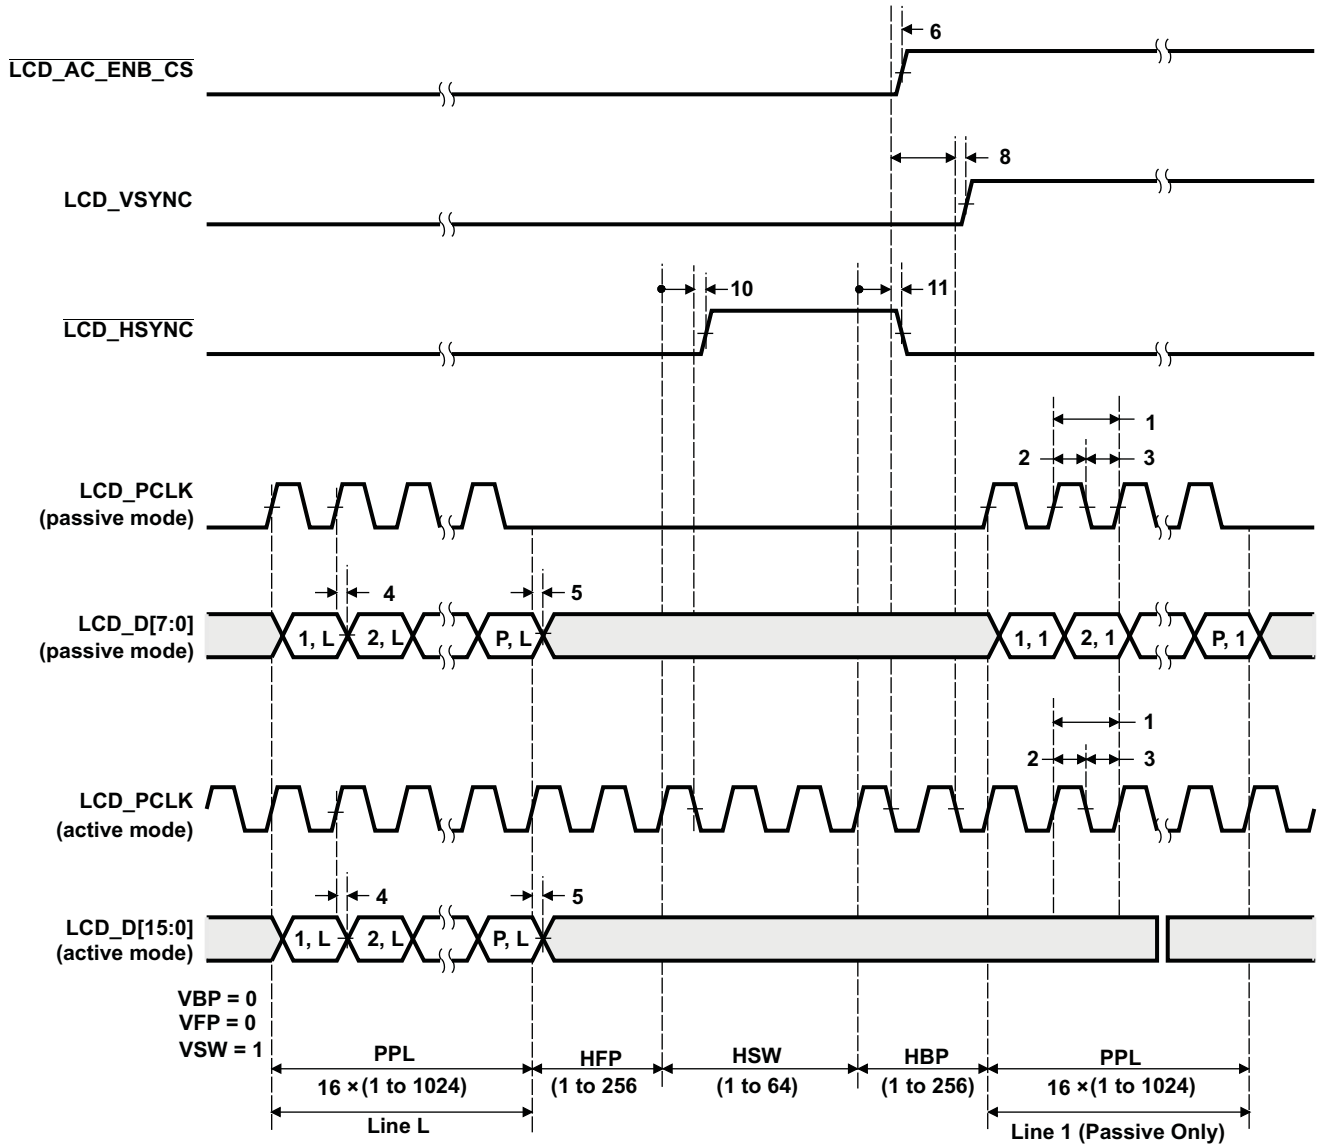 6
LCD_AC_ENB_CS
8
LCD_VSYNC
10
11
LCD_HSYNC
1
2
3
LCD_PCLK
(passive mode)
4
5
LCD_D[7:0]
(passive mode)
1, L
2, L
P, L
1, 1
2, 1
P, 1
1
2
3
LCD_PCLK
(active mode)
4
5
LCD_D[15:0]
(active mode)
1, L
2, L
P, L
VBP = 0
VFP = 0
VSW = 1
PPL
HFP
HSW
HBP
PPL
16 × (1 to 1024)
(1 to 256
(1 to 64)
(1 to 256)
16 × (1 to 1024)
Line L
Line 1 (Passive Only)